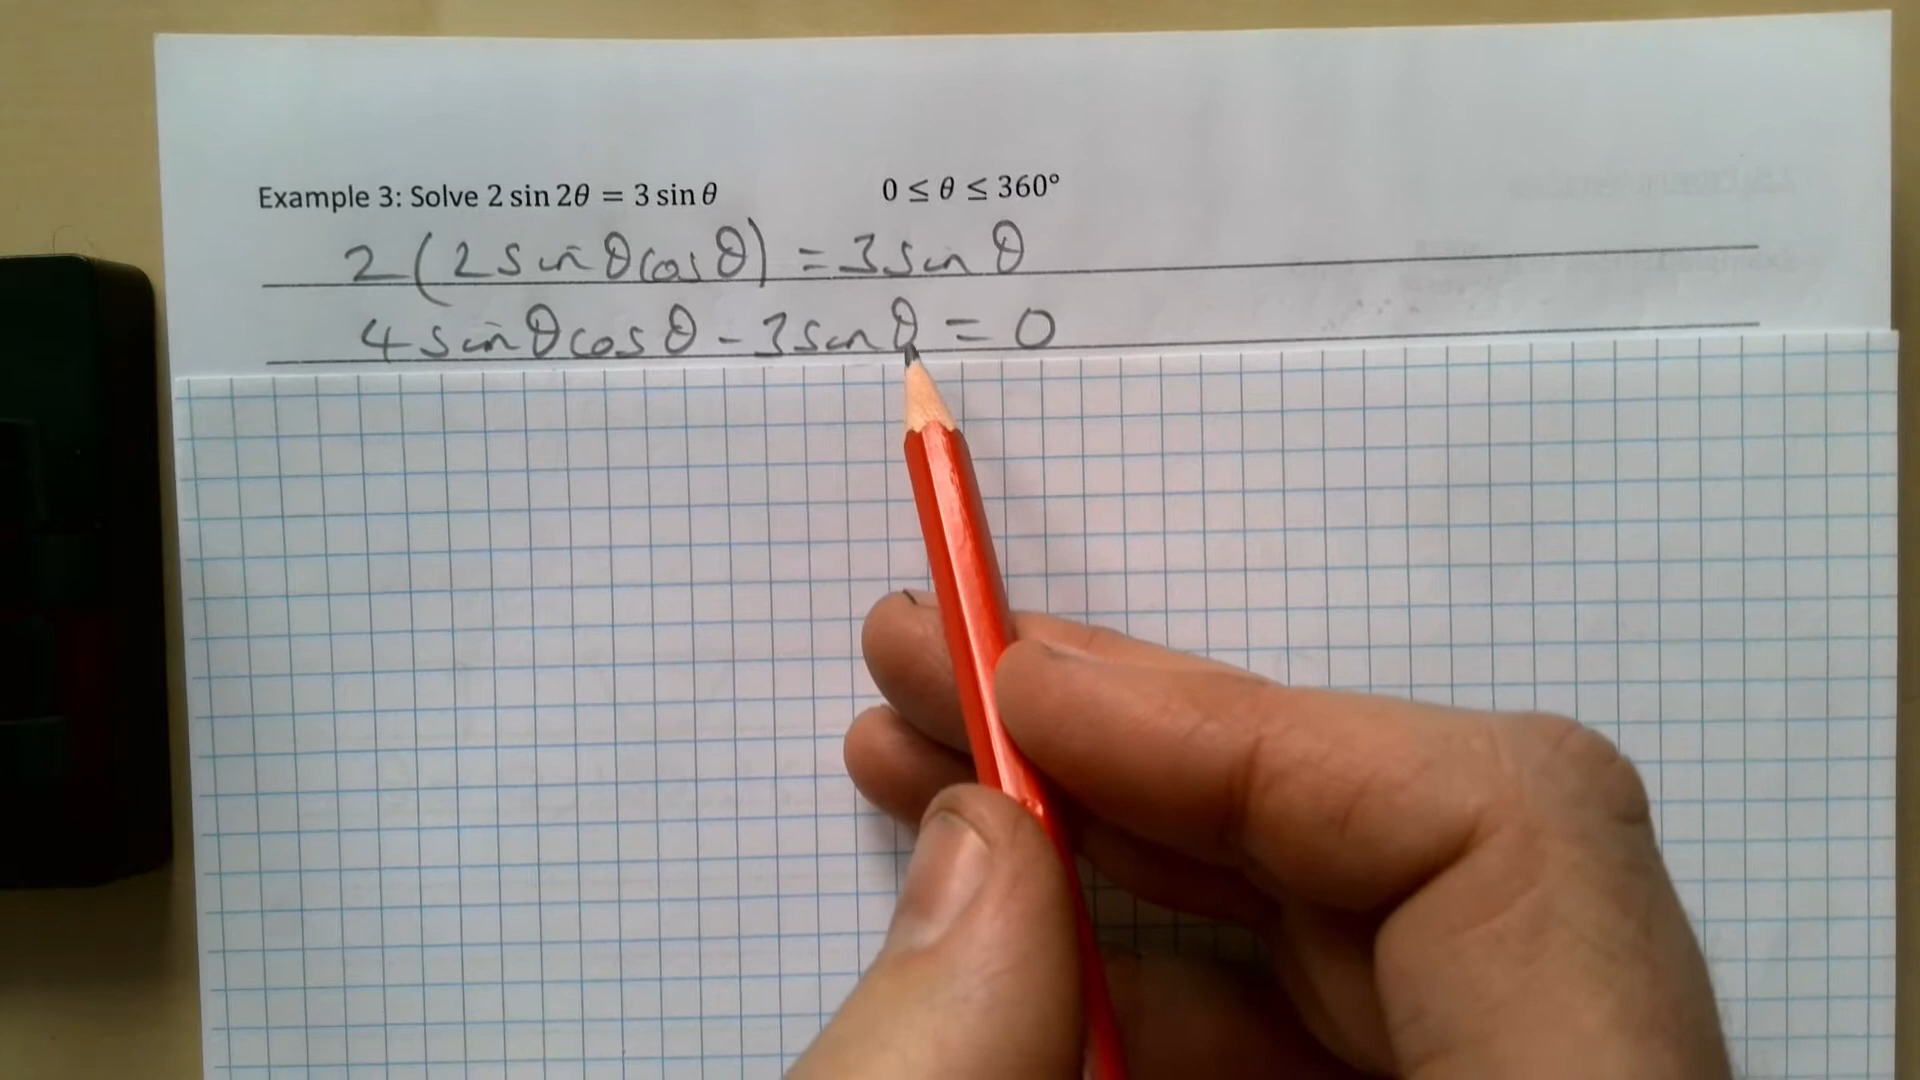 Example 3: Solve 2 sin 2θ = 3 sin θ 0 ≤ θ ≤ 360°
2(2sinθcosθ) = 3sinθ
4sinθcosθ - 3sinθ = 0